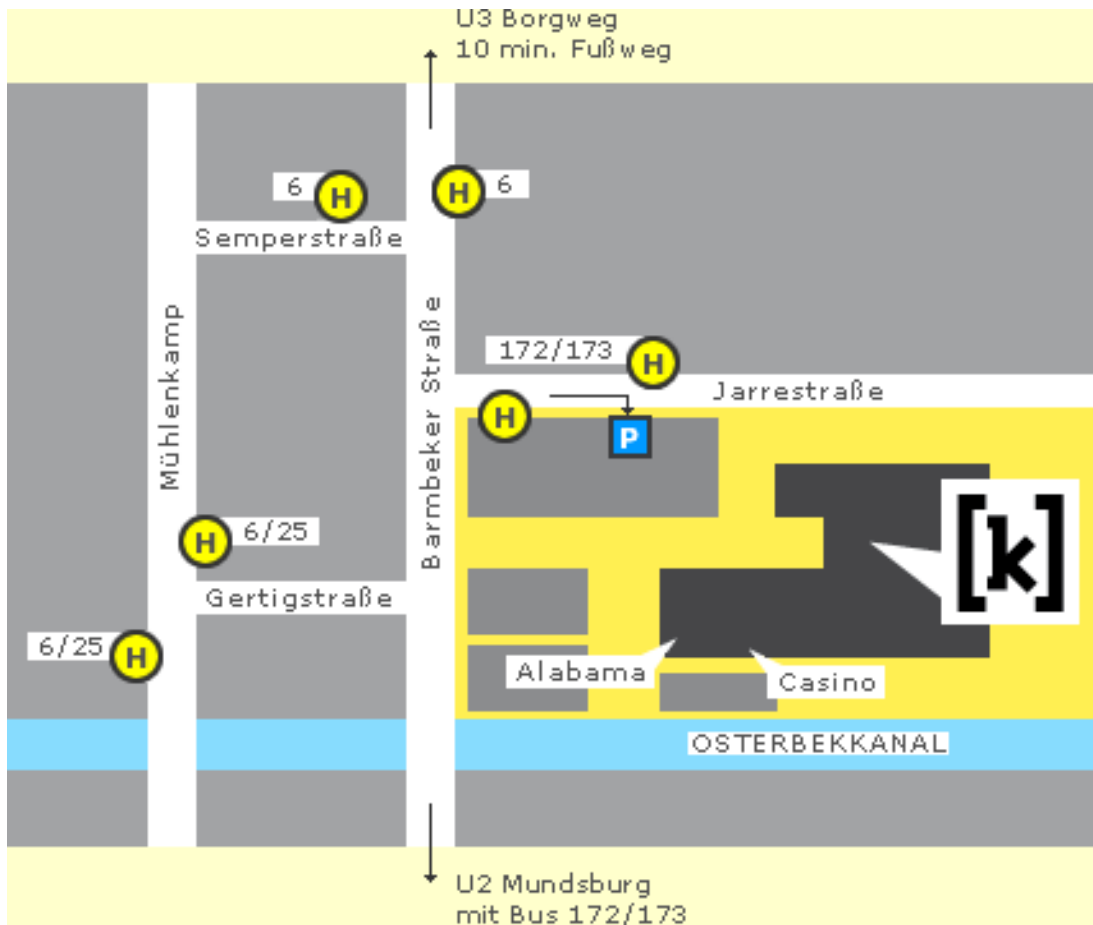 U3 Borgweg
10 min. Fußweg
6
H
H
6
Semperstraße
172/173
H
Jarrestraße
H
P
Mühlenkamp
Barmbeker Straße
[k]
H
6/25
Gertigstraße
6/25
H
Alabama
Casino
OSTERBEKKANAL
U2 Mundsburg
mit Bus 172/173